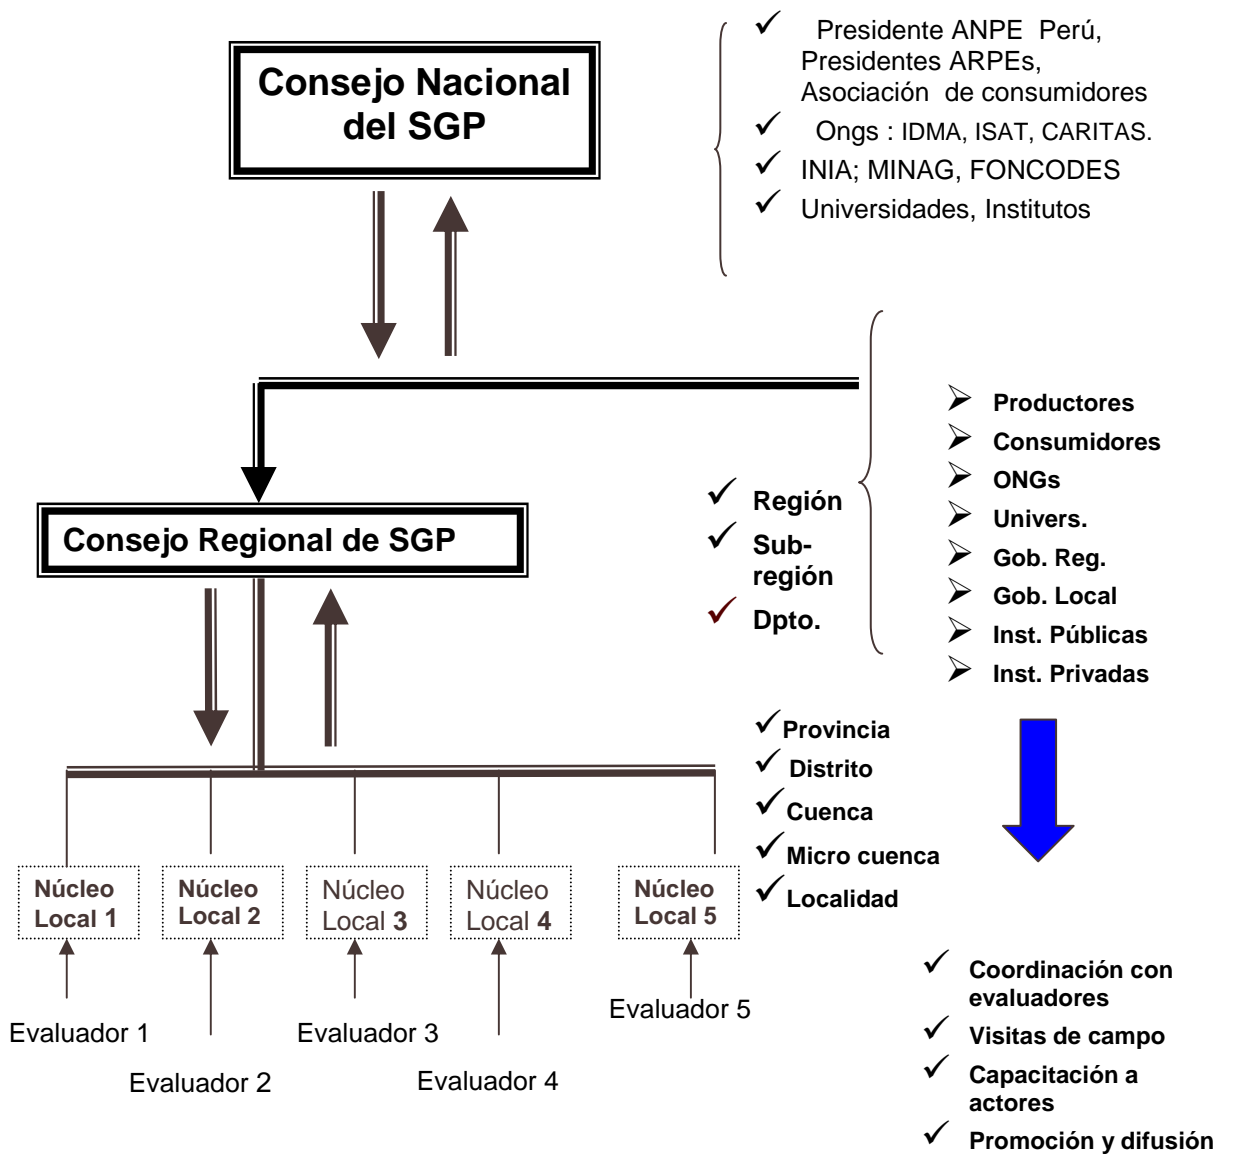 Consejo Nacional
del SGP
Presidente ANPE Perú,
Presidentes ARPEs,
Asociación de consumidores
Ongs : IDMA, ISAT, CARITAS.
INIA; MINAG, FONCODES
Universidades, Institutos
Consejo Regional de SGP
Región
Sub-
región
Dpto.
Productores
Consumidores
ONGs
Univers.
Gob. Reg.
Gob. Local
Inst. Públicas
Inst. Privadas
Provincia
Distrito
Cuenca
Micro cuenca
Localidad
Núcleo
Local 1
Núcleo
Local 2
Núcleo
Local 3
Núcleo
Local 4
Núcleo
Local 5
Evaluador 1
Evaluador 2
Evaluador 3
Evaluador 4
Evaluador 5
Coordinación con
evaluadores
Visitas de campo
Capacitación a
actores
Promoción y difusión